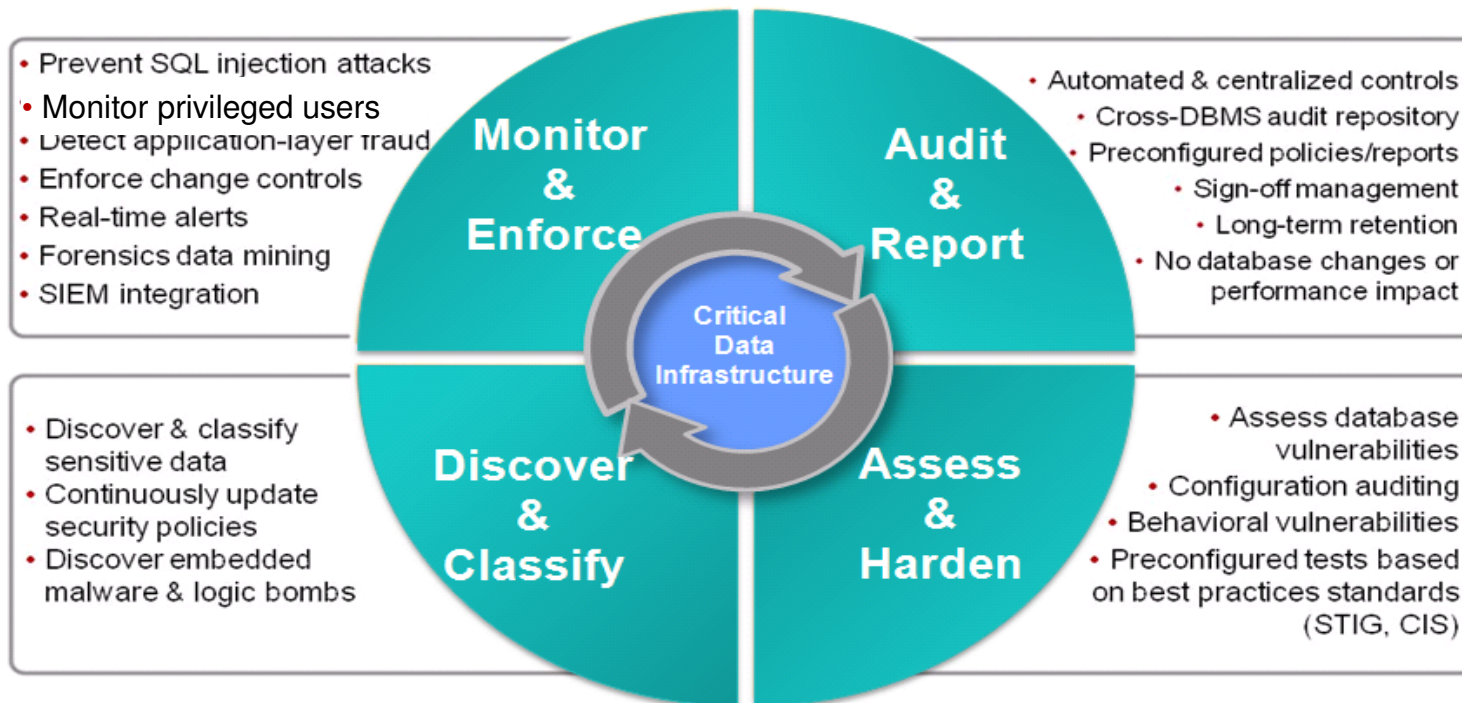 • Prevent SQL injection attacks
• Monitor privileged users
• Detect application-layer fraud
• Enforce change controls
• Real-time alerts
• Forensics data mining
• SIEM integration
Monitor
&
Enforce
Audit
&
Report
• Automated & centralized controls
• Cross-DBMS audit repository
• Preconfigured policies/reports
• Sign-off management
• Long-term retention
• No database changes or
performance impact
Critical
Data
Infrastructure
• Discover & classify
sensitive data
• Continuously update
security policies
• Discover embedded
malware & logic bombs
Discover
&
Classify
Assess
&
Harden
• Assess database
vulnerabilities
• Configuration auditing
• Behavioral vulnerabilities
• Preconfigured tests based
on best practices standards
(STIG, CIS)